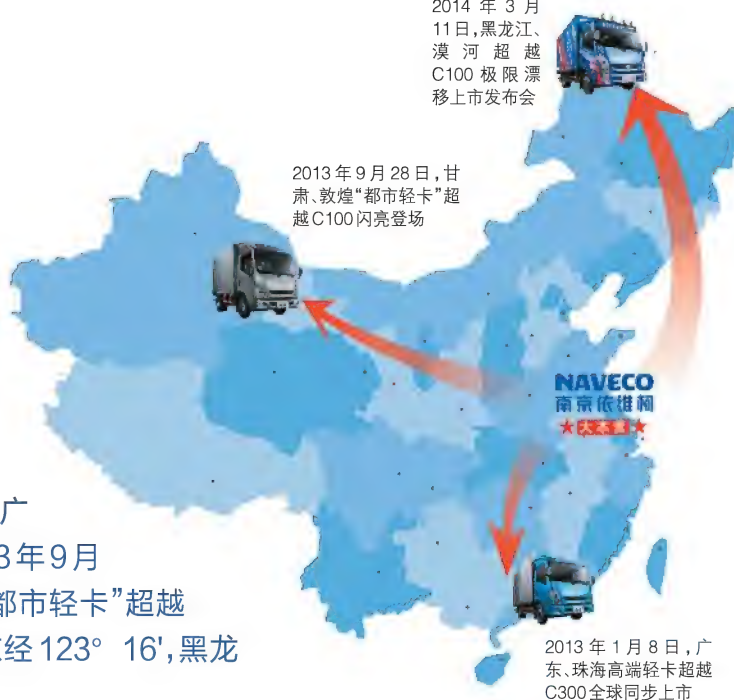 2014 年 3 月
11日,黑龙江、
漠河超越
C100 极限漂
移上市发布会
2013 年 9 月 28 日,甘
肃、敦煌“都市轻卡”超
越C100闪亮登场
NAVECO
南京依维柯
★大本营★
广
3年9月
都市轻卡”超越
经 123° 16',黑龙
2013 年 1 月 8 日,广
东、珠海高端轻卡超越
C300全球同步上市